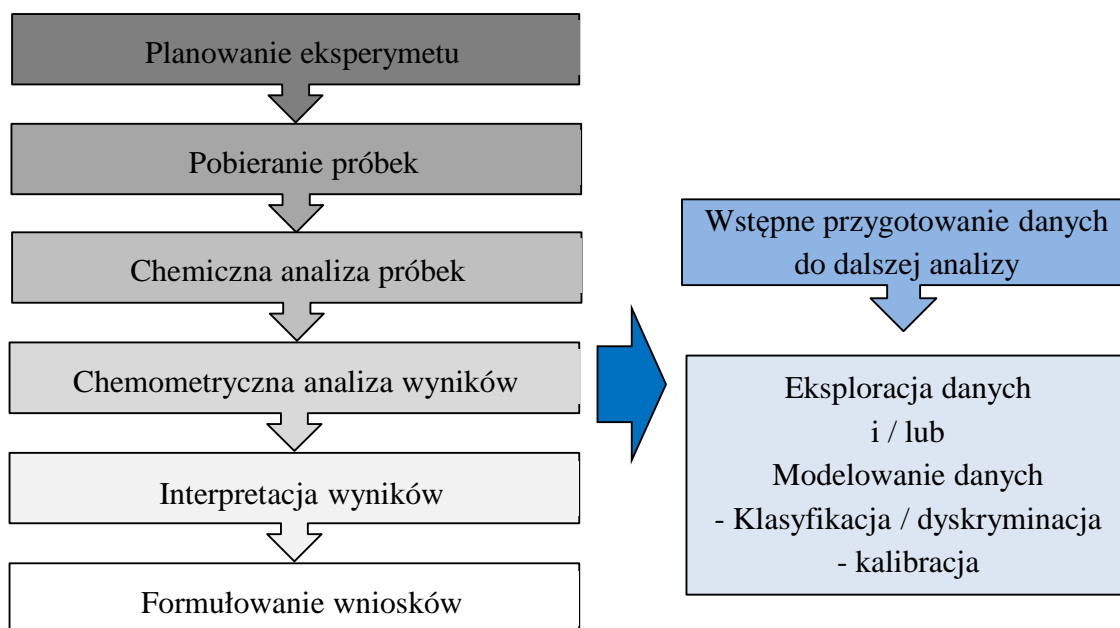 Planowanie eksperymetu
Pobieranie próbek
Chemiczna analiza próbek
Chemometryczna analiza wyników
Interpretacja wyników
Formułowanie wniosków
Wstępne przygotowanie danych
do dalszej analizy
Eksploracja danych
i / lub
Modelowanie danych
- Klasyfikacja / dyskryminacja
- kalibracja